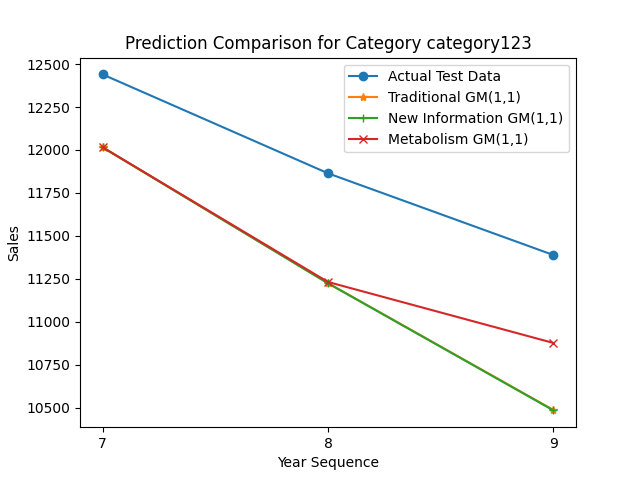 Prediction Comparison for Category category123
Actual Test Data
Traditional GM(1,1)
New Information GM(1,1)
Metabolism GM(1,1)
Sales
12500
12250
12000
11750
11500
11250
11000
10750
10500
7 8 9
Year Sequence